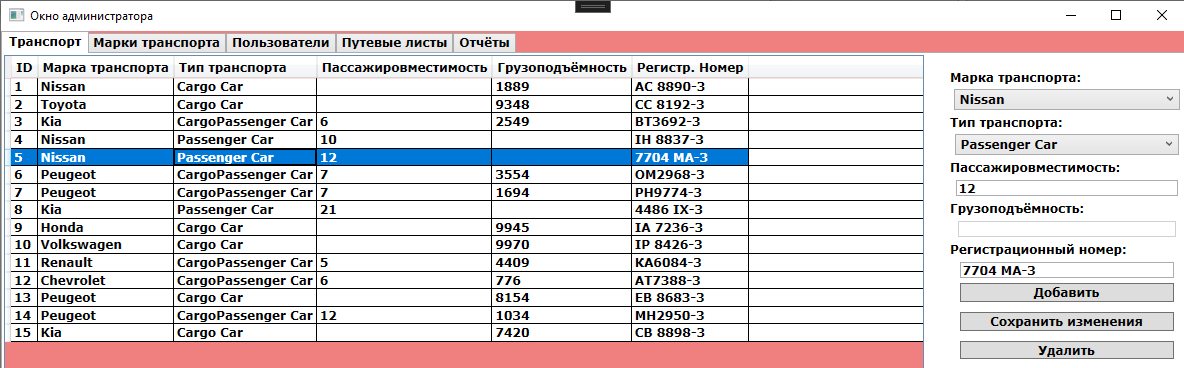 Окно администратора
Транспорт Марки транспорта Пользователи Путевые листы Отчёты
ID Марка транспорта Тип транспорта Пассажировместимость Грузоподъёмность Регистр. Номер
1 Nissan Cargo Car 1889 AC 8890-3
2 Toyota Cargo Car 9348 CC 8192-3
3 Kia CargoPassenger Car 6 2549 BT3692-3
4 Nissan Passenger Car 10 IH 8837-3
5 Nissan Passenger Car 12 7704 MA-3
6 Peugeot CargoPassenger Car 7 3554 OM2968-3
7 Peugeot CargoPassenger Car 7 1694 PH9774-3
8 Kia Passenger Car 21 4486 IX-3
9 Honda Cargo Car 9945 IA 7236-3
10 Volkswagen Cargo Car 9970 IP 8426-3
11 Renault CargoPassenger Car 5 4409 KA6084-3
12 Chevrolet CargoPassenger Car 6 776 AT7388-3
13 Peugeot Cargo Car 8154 EB 8683-3
14 Peugeot CargoPassenger Car 12 1034 MH2950-3
15 Kia Cargo Car 7420 CB 8898-3
Марка транспорта:
Nissan
Тип транспорта:
Passenger Car
Пассажировместимость:
12
Грузоподъёмность:
Регистрационный номер:
7704 MA-3
Добавить
Сохранить изменения
Удалить